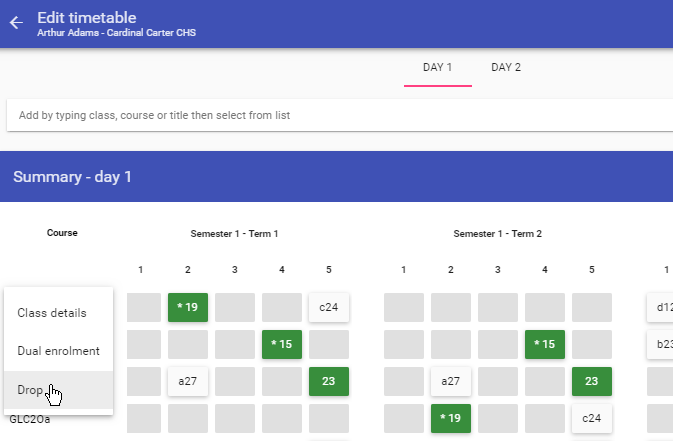 Edit timetable
Arthur Adams - Cardinal Carter CHS
DAY 1 DAY 2
Add by typing class, course or title then select from list
Summary - day 1
Course Semester 1 - Term 1 Semester 1 - Term 2
1 2 3 4 5 1 2 3 4 5 1
Class details * 19 c24 d12
Dual enrolment * 15 * 15 b23
Drop a27 23 a27 23
GLC2Oa * 19 c24